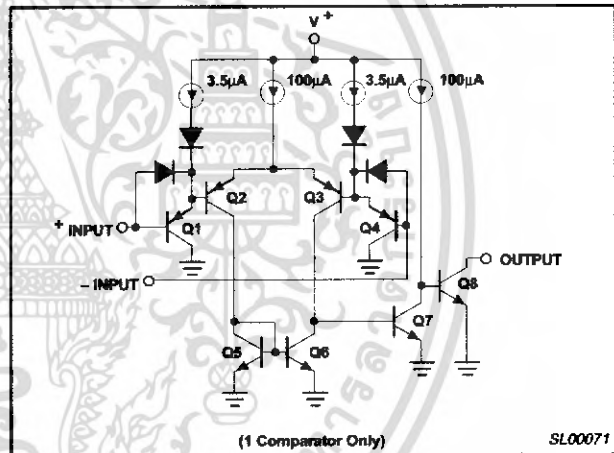 V+
3.5μA
100μA
3.5μA
100μA
Q2
Q3
+ INPUT
Q1
Q4
– INPUT
OUTPUT
Q8
Q7
Q5
Q6
(1 Comparator Only)
SL00071